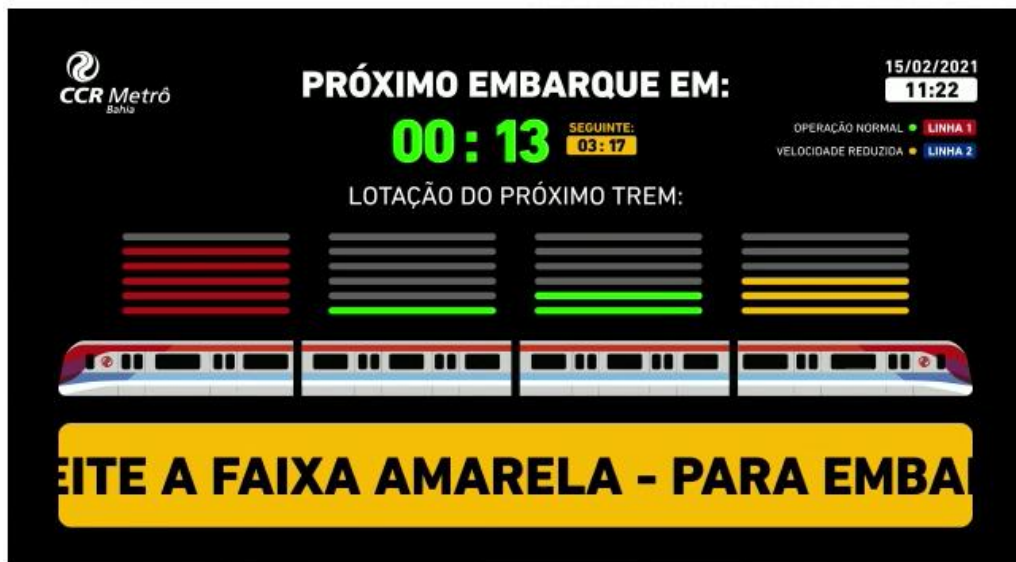 CCR Metrô
Bahia
PRÓXIMO EMBARQUE EM:
15/02/2021
11:22
00:13
SEGUINTE:
03:17
OPERAÇÃO NORMAL LINHA 1
VELOCIDADE REDUZIDA LINHA 2
LOTAÇÃO DO PRÓXIMO TREM:
EITE A FAIXA AMARELA - PARA EMBA